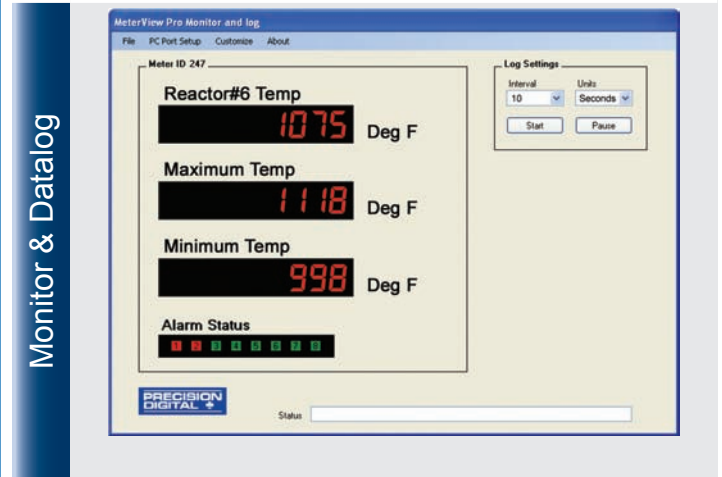 Monitor & Datalog
MeterView Pro Monitor and log
File PC Port Setup Customize About
Meter ID 247
Reactor#6 Temp
1075 Deg F
Maximum Temp
1118 Deg F
Minimum Temp
998 Deg F
Alarm Status
1 2 3 4 5 6 7 8
Log Settings
Interval Units
10 Seconds
Start Pause
PRECISION
DIGITAL
Status